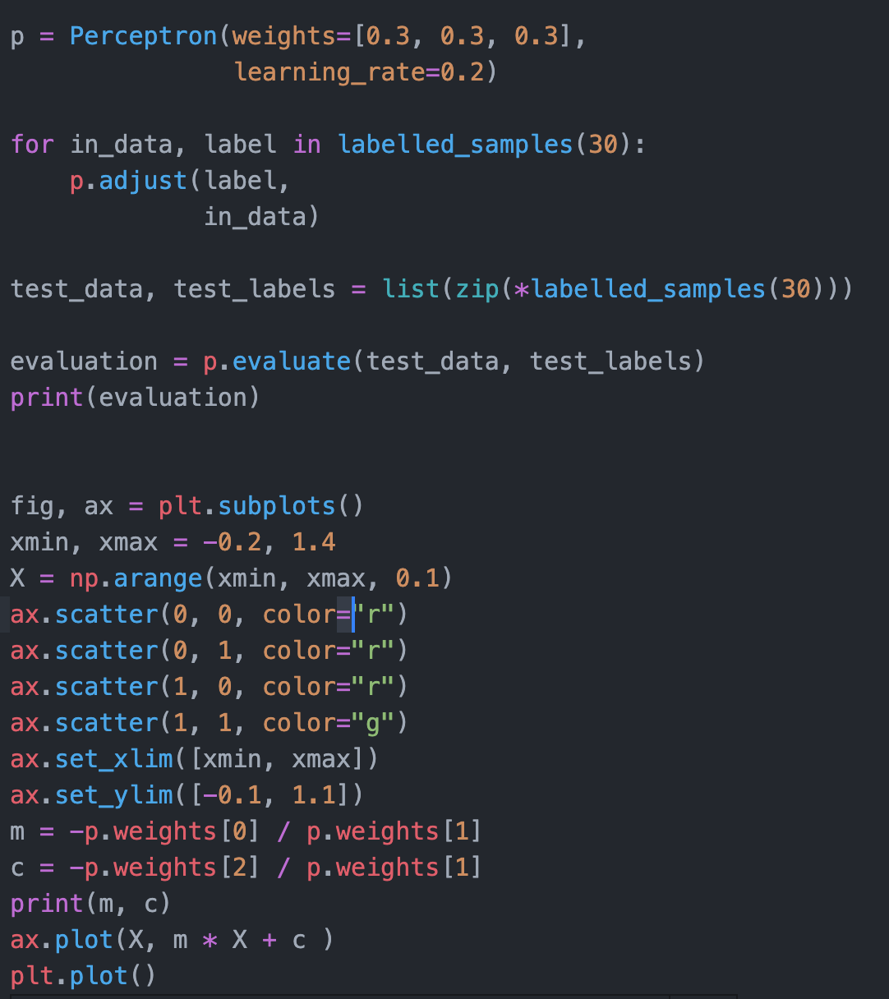 p = Perceptron(weights=[0.3, 0.3, 0.3],
               learning_rate=0.2)

for in_data, label in labelled_samples(30):
    p.adjust(label,
             in_data)

test_data, test_labels = list(zip(*labelled_samples(30)))

evaluation = p.evaluate(test_data, test_labels)
print(evaluation)


fig, ax = plt.subplots()
xmin, xmax = -0.2, 1.4
X = np.arange(xmin, xmax, 0.1)
ax.scatter(0, 0, color="r")
ax.scatter(0, 1, color="r")
ax.scatter(1, 0, color="r")
ax.scatter(1, 1, color="g")
ax.set_xlim([xmin, xmax])
ax.set_ylim([-0.1, 1.1])
m = -p.weights[0] / p.weights[1]
c = -p.weights[2] / p.weights[1]
print(m, c)
ax.plot(X, m * X + c )
plt.plot()